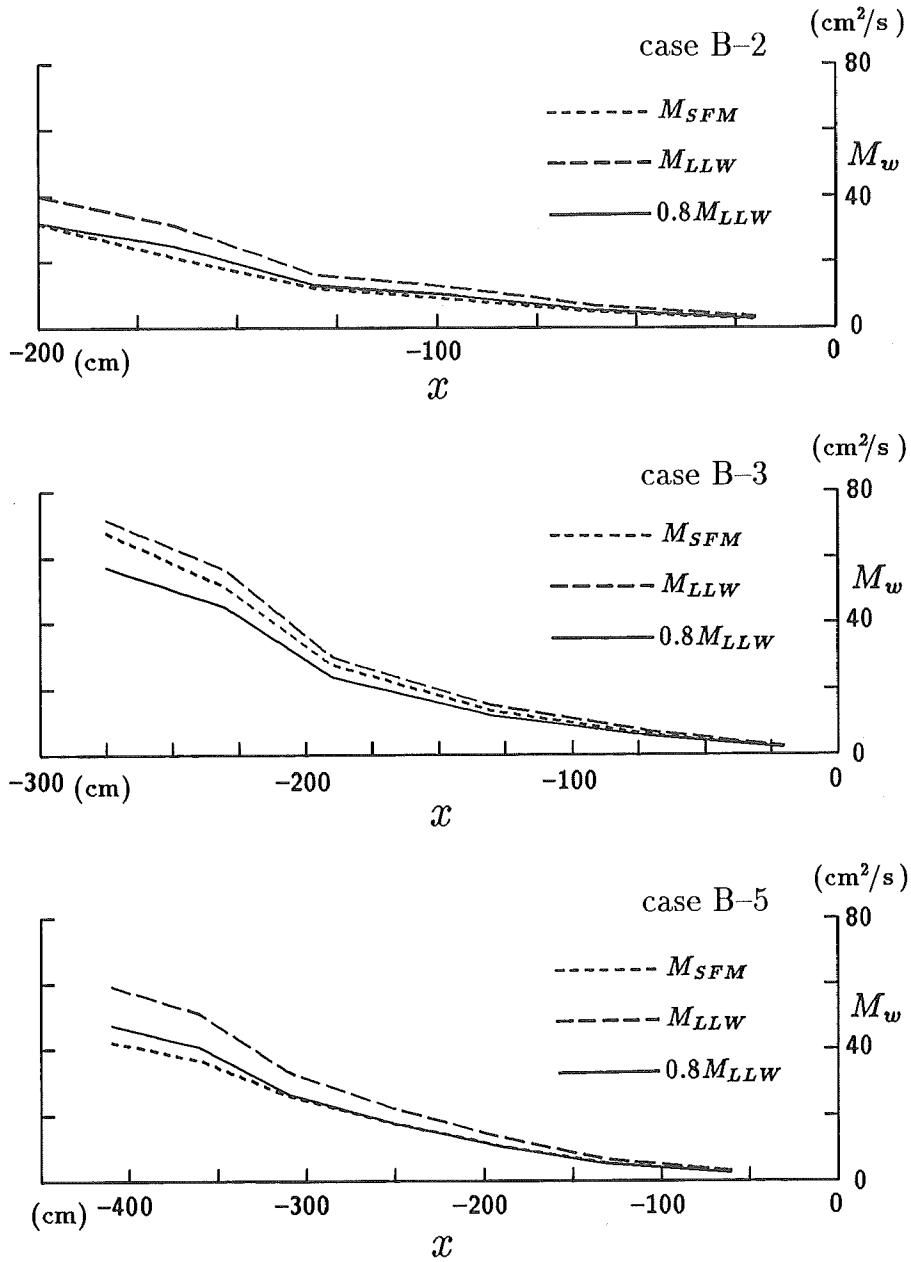 (cm²/s)
case B–2
80
M_SFM
M_LLW
M_w
0.8M_LLW
40
0
−200 (cm) −100 0
x
(cm²/s)
case B–3
80
M_SFM
M_LLW
M_w
40
0.8M_LLW
0
−300 (cm) −200 −100 0
x
(cm²/s)
case B–5
80
M_SFM
M_LLW
M_w
40
0.8M_LLW
0
(cm) −400 −300 −200 −100 0
x